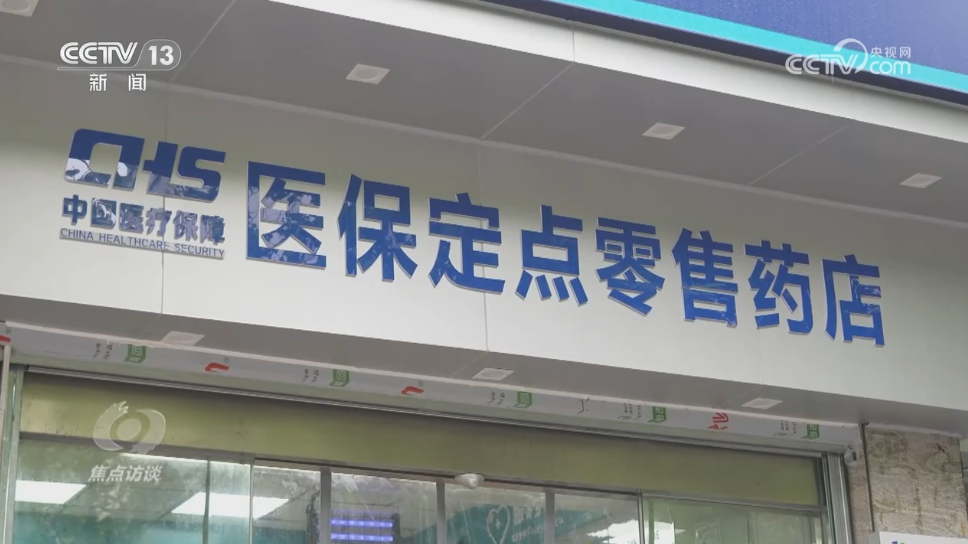 CCTV 13
新闻
央视网
CCTV.com
CHS
中国医疗保障
CHINA HEALTHCARE SECURITY
医保定点零售药店
焦点访谈